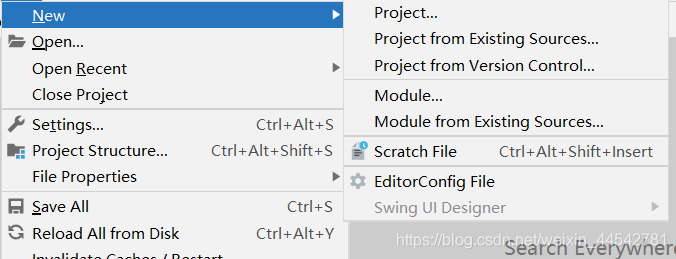 New
Open...
Open Recent
Close Project
Settings... Ctrl+Alt+S
Project Structure... Ctrl+Alt+Shift+S
File Properties
Save All Ctrl+S
Reload All from Disk Ctrl+Alt+Y
Invalidate Caches / Restart
Project...
Project from Existing Sources...
Project from Version Control...
Module...
Module from Existing Sources...
Scratch File Ctrl+Alt+Shift+Insert
EditorConfig File
Swing UI Designer
https://blog.csdn.net/weixin_44542781
Search Everywhere